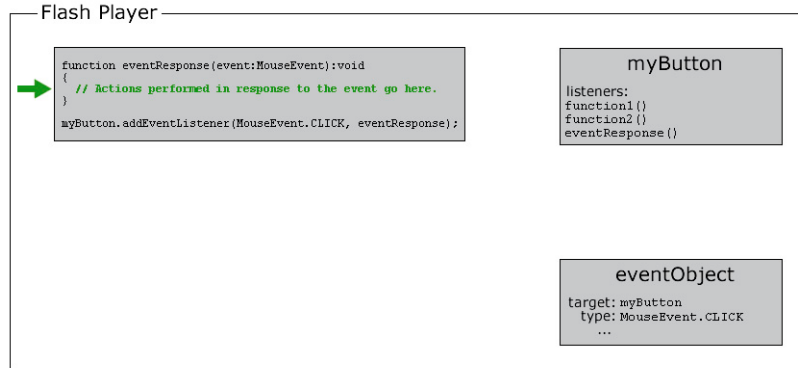 Flash Player
function eventResponse(event:MouseEvent):void
{
// Actions performed in response to the event go here.
}
myButton.addEventListener(MouseEvent.CLICK, eventResponse);
myButton
listeners:
function1()
function2()
eventResponse()
eventObject
target: myButton
type: MouseEvent.CLICK
...